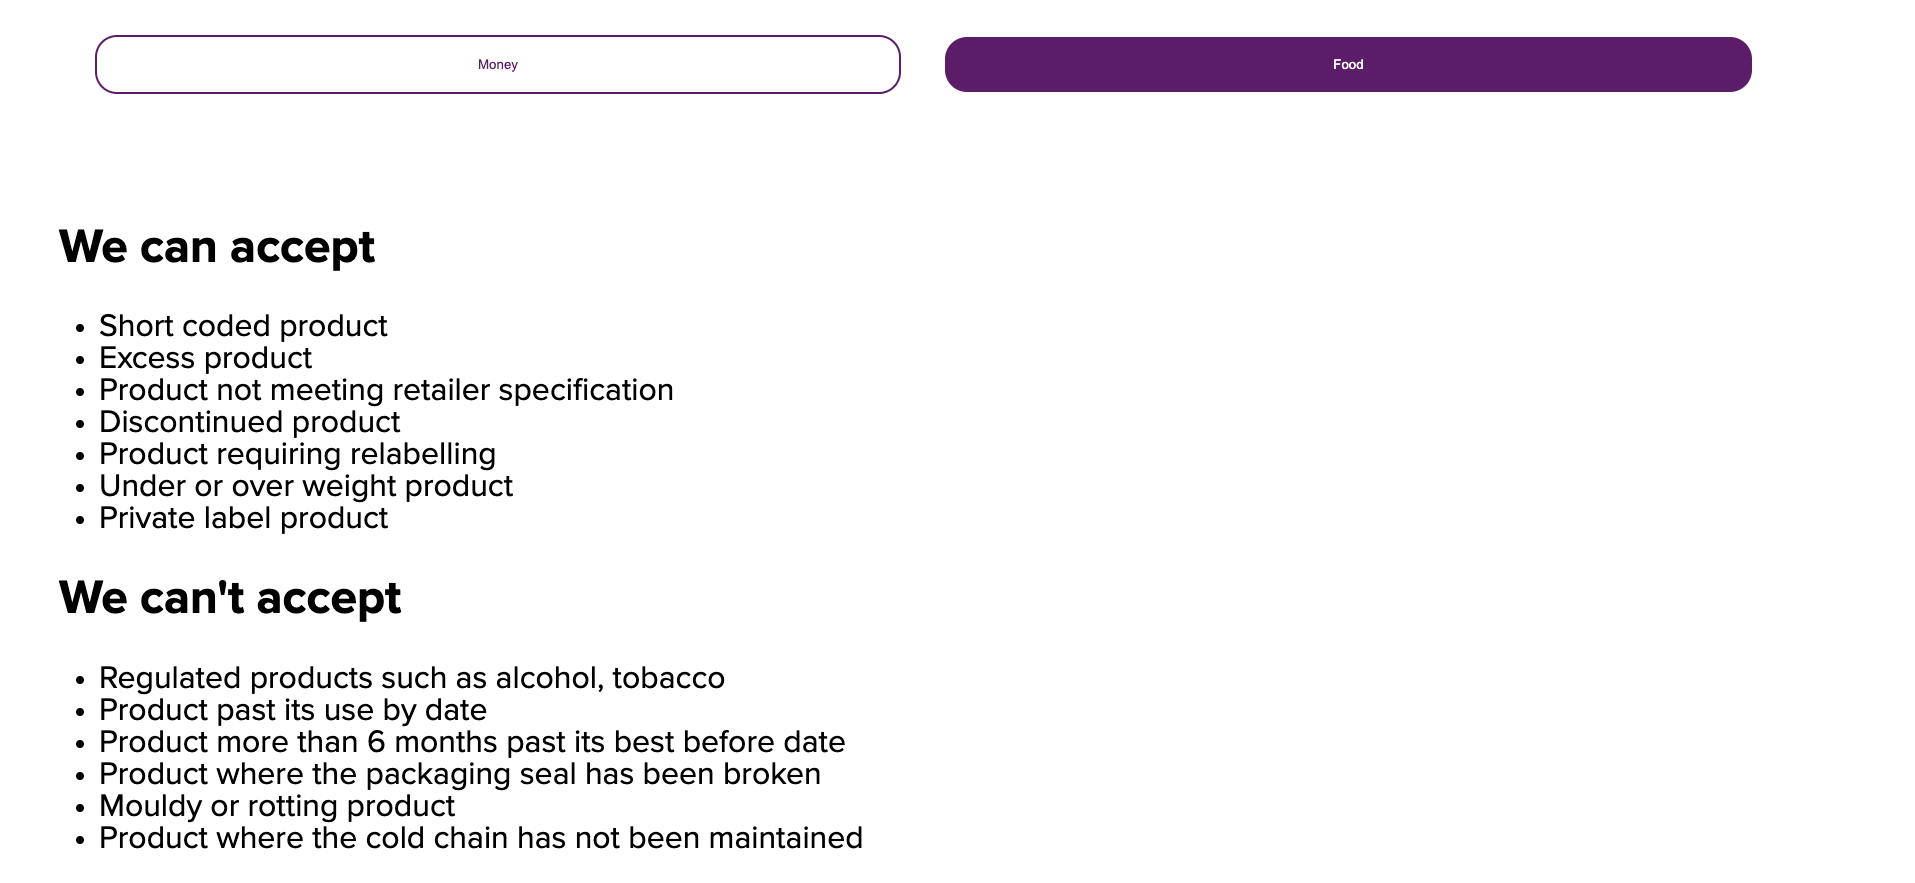 Money
Food
We can accept
• Short coded product
• Excess product
• Product not meeting retailer specification
• Discontinued product
• Product requiring relabelling
• Under or over weight product
• Private label product
We can't accept
• Regulated products such as alcohol, tobacco
• Product past its use by date
• Product more than 6 months past its best before date
• Product where the packaging seal has been broken
• Mouldy or rotting product
• Product where the cold chain has not been maintained